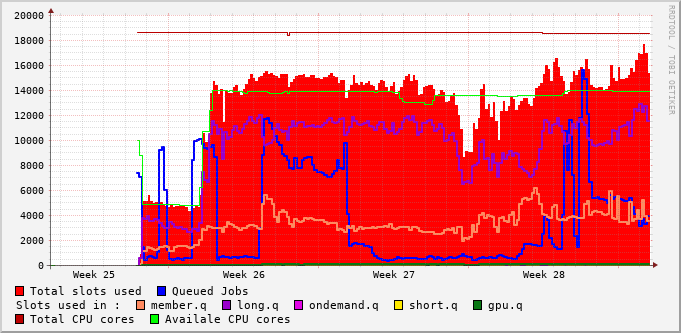 20000
18000
16000
14000
12000
10000
8000
6000
4000
2000
0
Week 25 Week 26 Week 27 Week 28
RRDTOOL / TOBI OETIKER
Total slots used Queued Jobs
Slots used in : member.q long.q ondemand.q short.q gpu.q
Total CPU cores Availale CPU cores